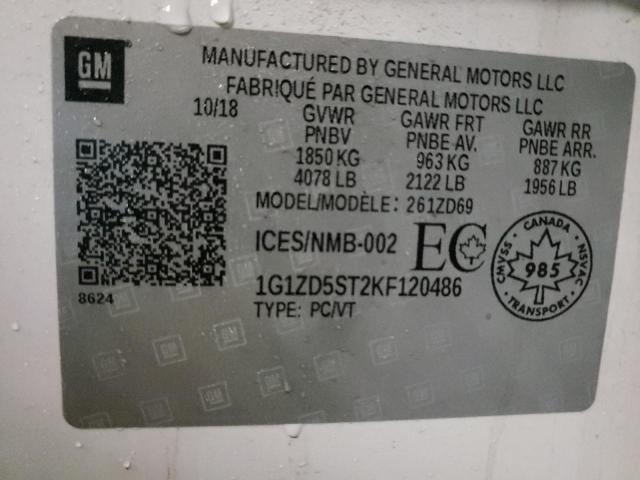 GM
MANUFACTURED BY GENERAL MOTORS LLC
FABRIQUÉ PAR GENERAL MOTORS LLC
10/18 GVWR GAWR FRT GAWR RR
PNBV PNBE AV. PNBE ARR.
1850 KG 963 KG 887 KG
4078 LB 2122 LB 1956 LB
MODEL/MODÈLE: 261ZD69
ICES/NMB-002 EC
CANADA
CMVSS 985 NSVAC
TRANSPORT
1G1ZD5ST2KF120486
8624
TYPE: PC/VT